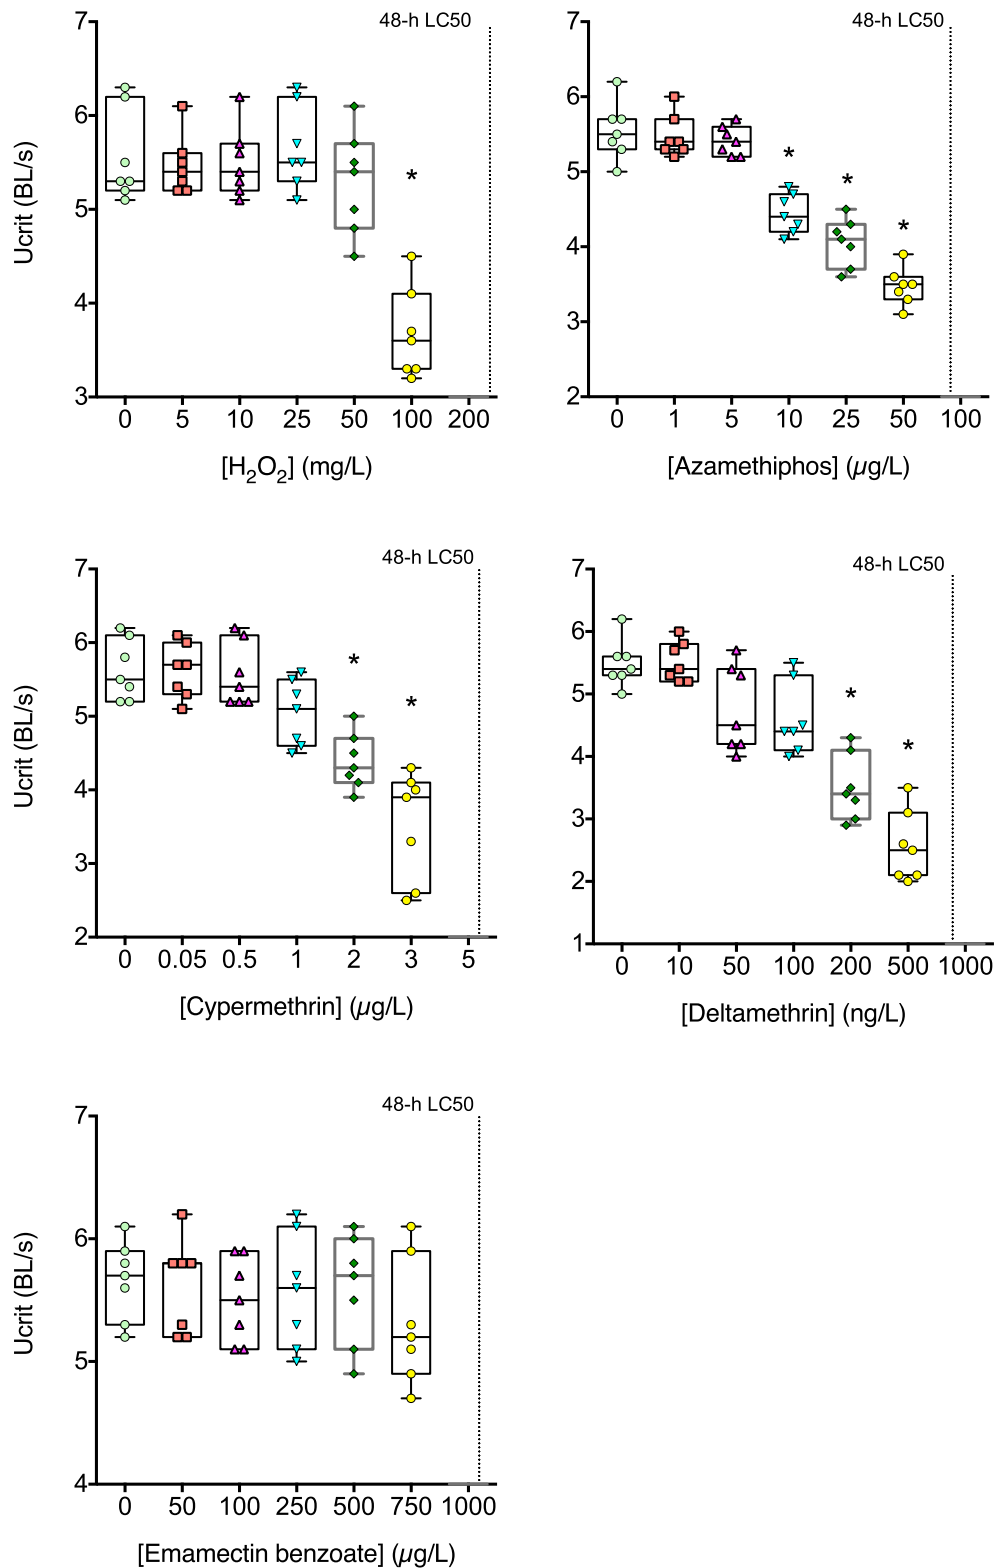 48-h LC50
7
6
5
4
3
Ucrit (BL/s)
0 5 10 25 50 100 200
[H2O2] (mg/L)
*
48-h LC50
7
6
5
4
3
2
0 1 5 10 25 50 100
[Azamethiphos] (µg/L)
* * *
48-h LC50
7
6
5
4
3
2
Ucrit (BL/s)
0 0.05 0.5 1 2 3 5
[Cypermethrin] (µg/L)
* *
48-h LC50
7
6
5
4
3
2
1
0 10 50 100 200 500 1000
[Deltamethrin] (ng/L)
* *
48-h LC50
7
6
5
4
Ucrit (BL/s)
0 50 100 250 500 750 1000
[Emamectin benzoate] (µg/L)